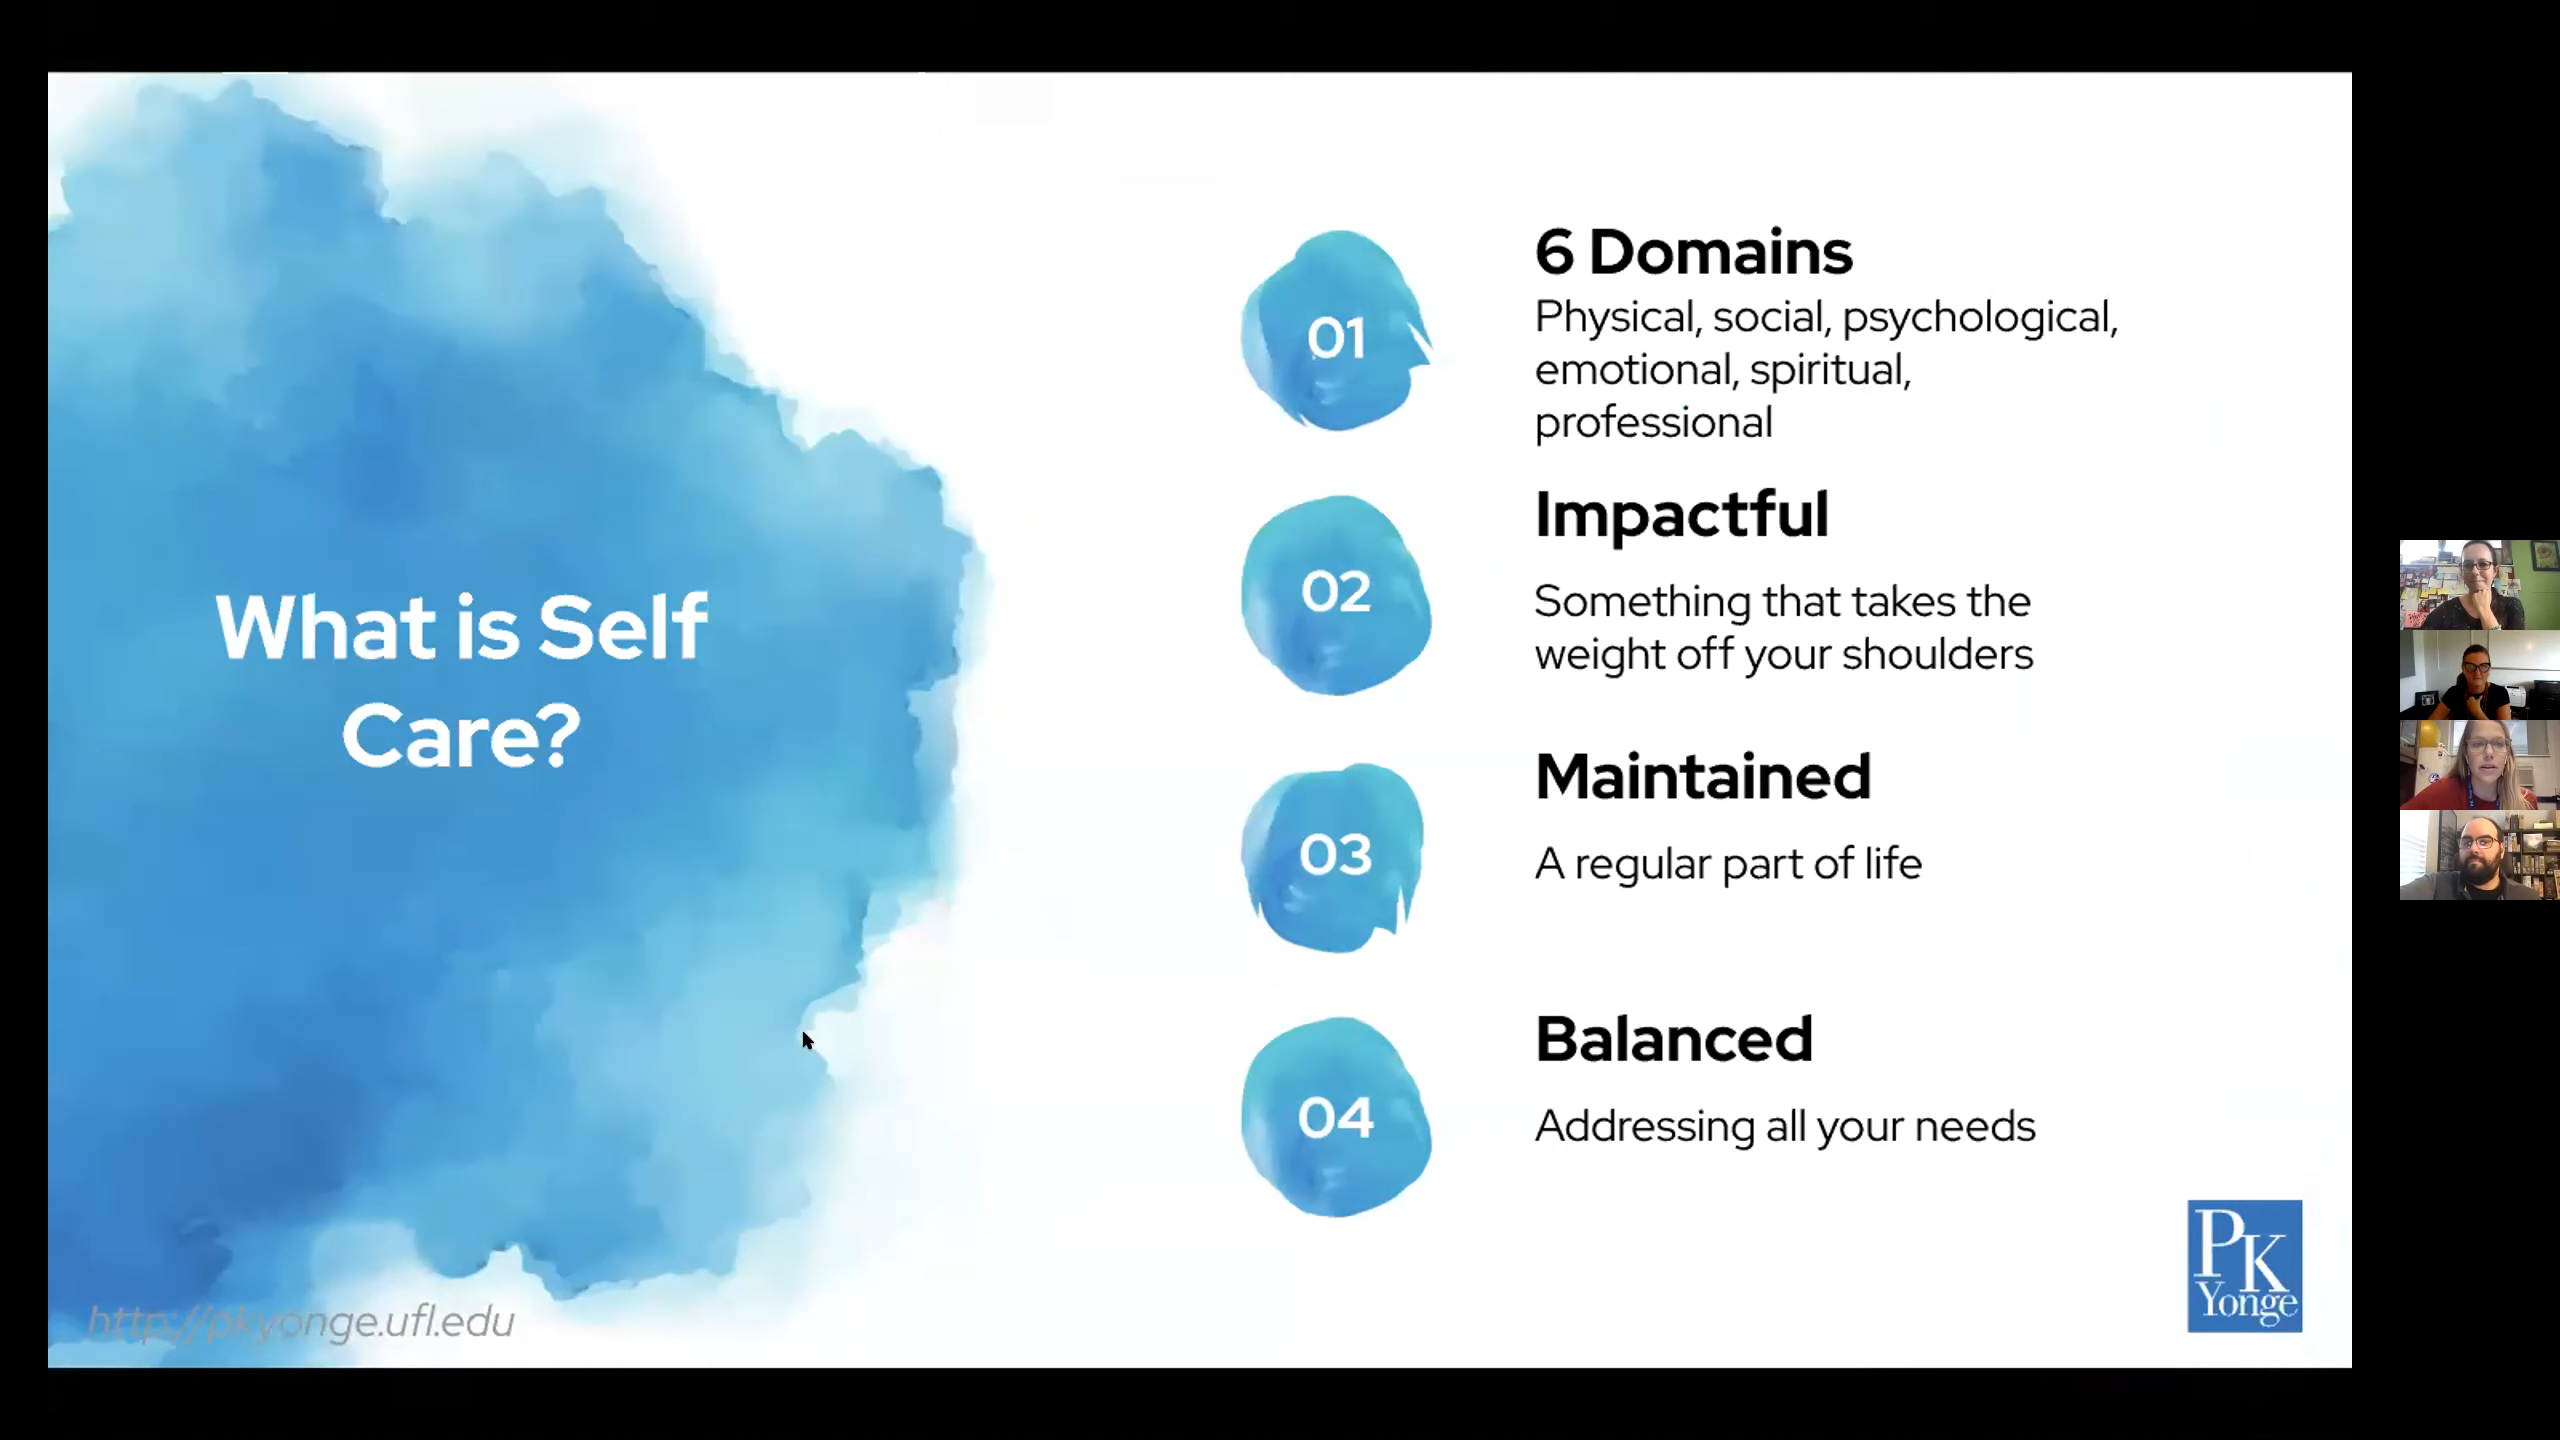 What is Self
Care?
01
6 Domains
Physical, social, psychological,
emotional, spiritual,
professional
02
Impactful
Something that takes the
weight off your shoulders
03
Maintained
A regular part of life
04
Balanced
Addressing all your needs
http://pkyonge.ufl.edu
PK
Yonge